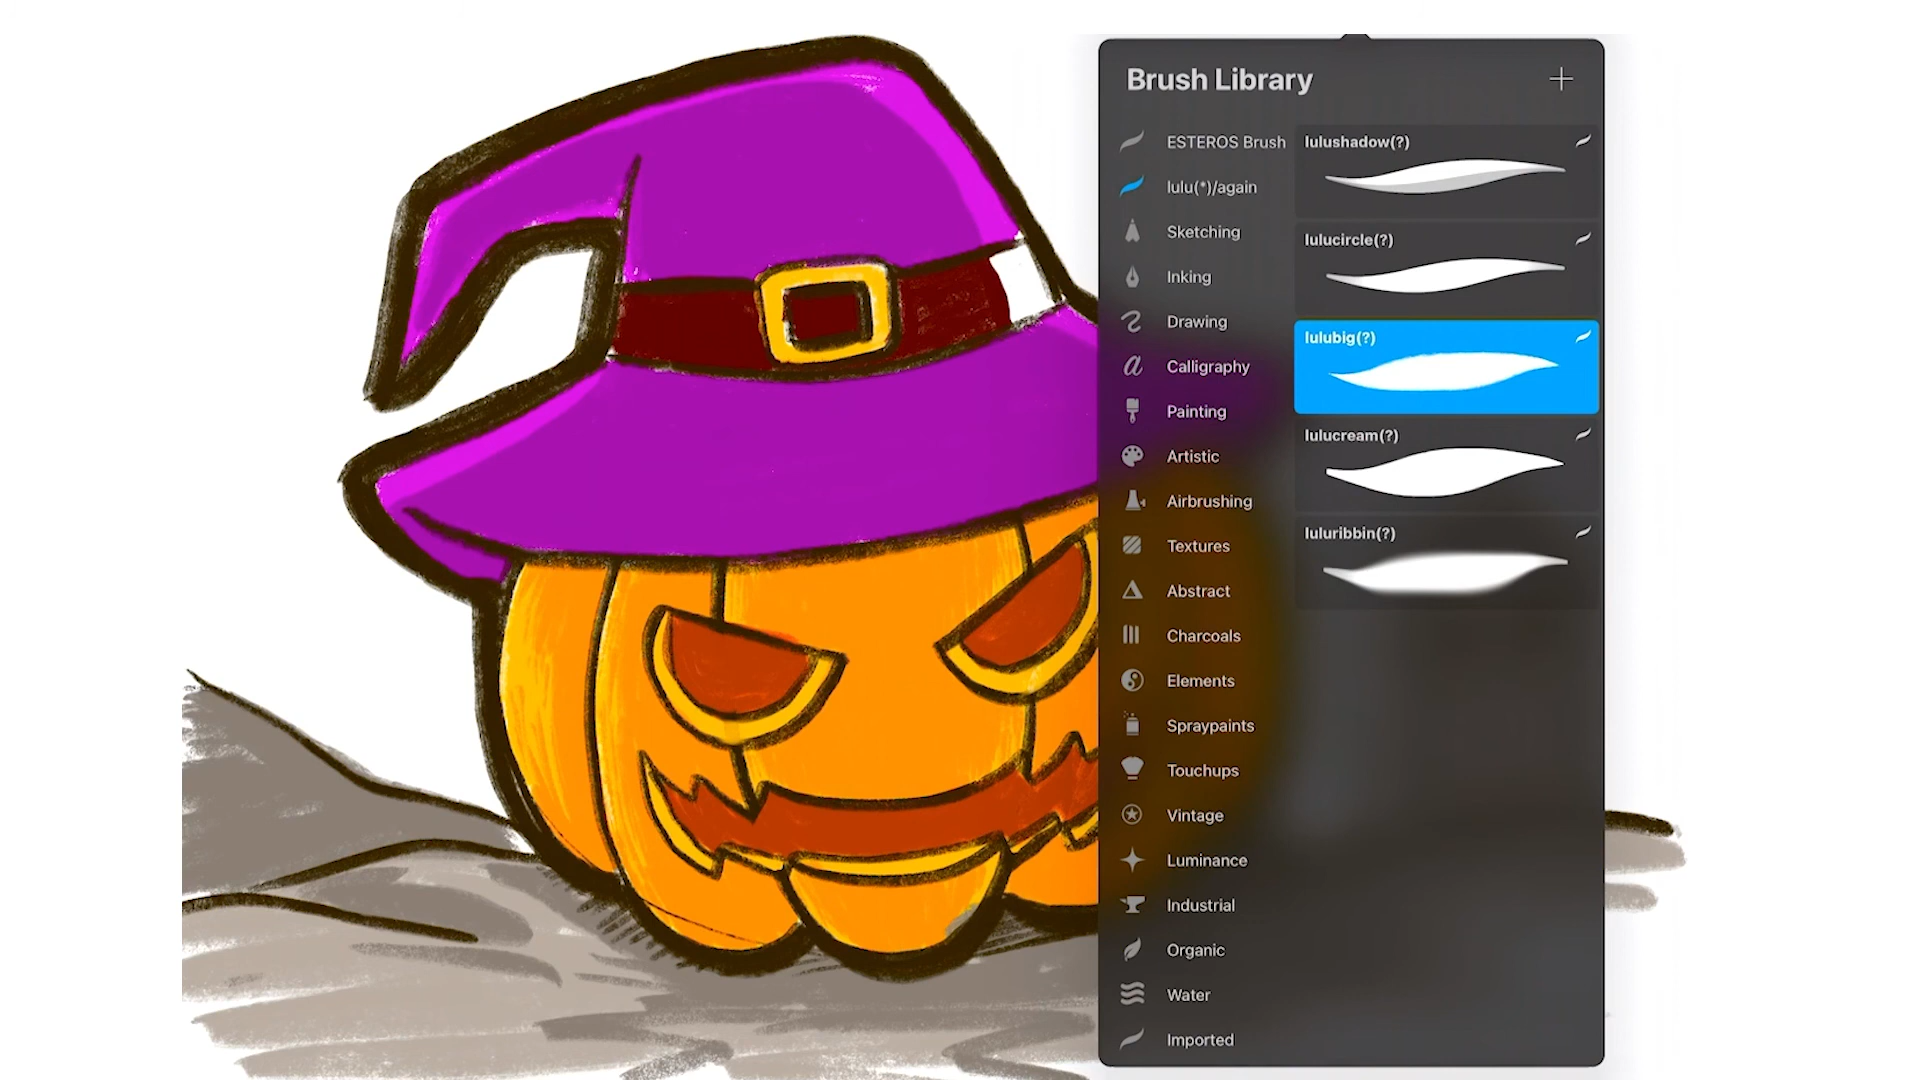 Brush Library
ESTEROS Brush
lulu(*)/again
Sketching
Inking
Drawing
Calligraphy
Painting
Artistic
Airbrushing
Textures
Abstract
Charcoals
Elements
Spraypaints
Touchups
Vintage
Luminance
Industrial
Organic
Water
Imported
lulushadow(?)
lulucircle(?)
lulubig(?)
lulucream(?)
luluribbin(?)